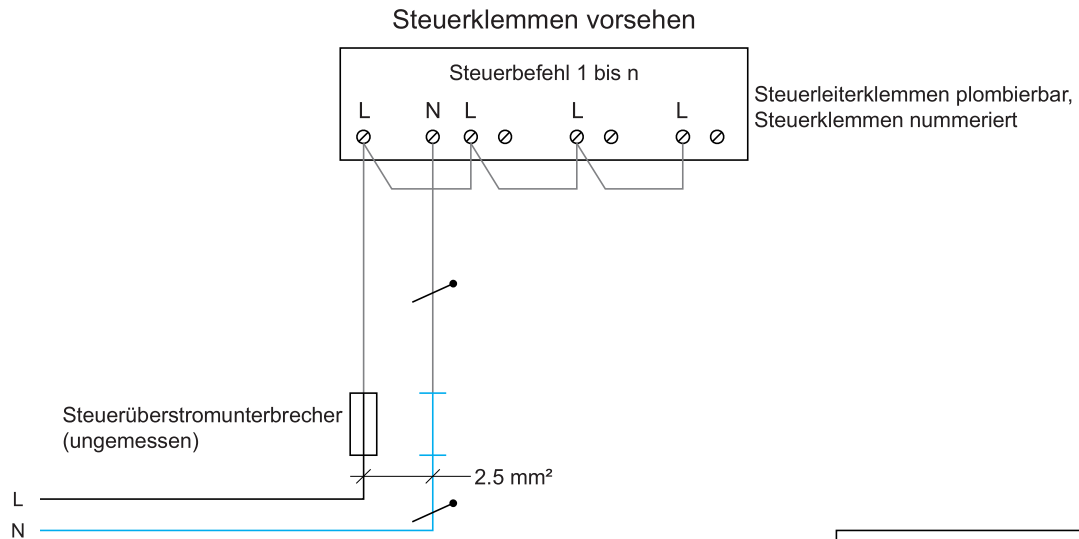 Steuerklemmen vorsehen
Steuerbefehl 1 bis n
L N L L L
Steuerleiterklemmen plombierbar,
Steuerklemmen nummeriert
Steuerüberstromunterbrecher
(ungemessen)
2.5 mm²
L
N